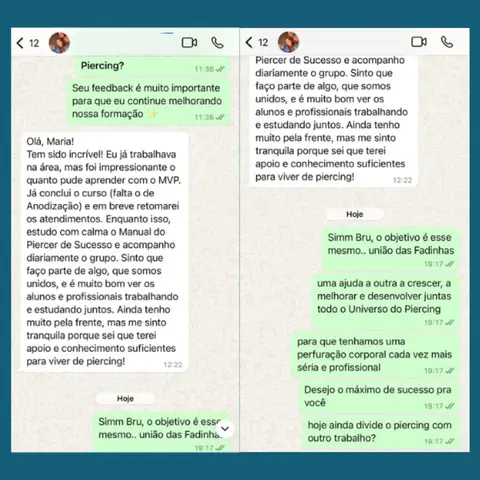 12
Piercing?
11:36
Seu feedback é muito importante
para que eu continue melhorando
nossa formação ✨
11:36
Olá, Maria!
Tem sido incrível! Eu já trabalhava
na área, mas foi impressionante o
quanto pude aprender com o MVP.
Já concluí o curso (falta o de
Anodização) e em breve retomarei
os atendimentos. Enquanto isso,
estudo com calma o Manual do
Piercer de Sucesso e acompanho
diariamente o grupo. Sinto que
faço parte de algo, que somos
unidos, e é muito bom ver os
alunos e profissionais trabalhando
e estudando juntos. Ainda tenho
muito pela frente, mas me sinto
tranquila porque sei que terei
apoio e conhecimento suficientes
para viver de piercing!
12:22
Hoje
Simm Bru, o objetivo é esse
mesmo.. união das Fadinhas
19:17
12
Piercer de Sucesso e acompanho
diariamente o grupo. Sinto que
faço parte de algo, que somos
unidos, e é muito bom ver os
alunos e profissionais trabalhando
e estudando juntos. Ainda tenho
muito pela frente, mas me sinto
tranquila porque sei que terei
apoio e conhecimento suficientes
para viver de piercing!
12:22
Hoje
Simm Bru, o objetivo é esse
mesmo.. união das Fadinhas
19:17
uma ajuda a outra a crescer, a
melhorar e desenvolver juntas
todo o Universo do Piercing
19:17
para que tenhamos uma
perfuração corporal cada vez mais
séria e profissional
19:17
Desejo o máximo de sucesso pra
você
19:17
hoje ainda divide o piercing com
outro trabalho?
19:17